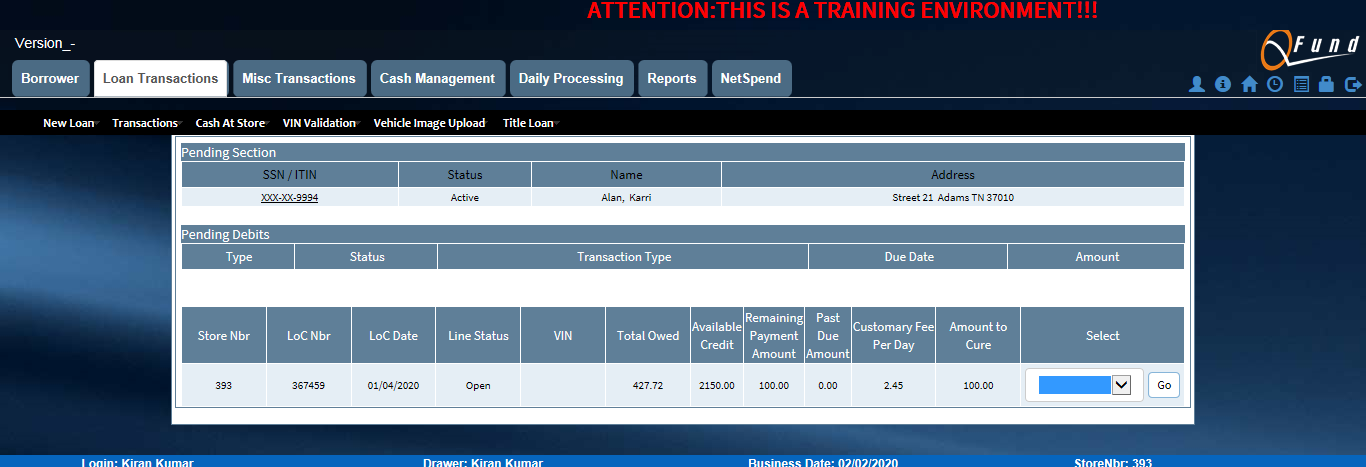 ATTENTION:THIS IS A TRAINING ENVIRONMENT!!!
Version_-
QFund
Borrower Loan Transactions Misc Transactions Cash Management Daily Processing Reports NetSpend
New Loan Transactions Cash At Store VIN Validation Vehicle Image Upload Title Loan
Pending Section
SSN / ITIN Status Name Address
XXX-XX-9994 Active Alan, Karri Street 21 Adams TN 37010
Pending Debits
Type Status Transaction Type Due Date Amount
Store Nbr LoC Nbr LoC Date Line Status VIN Total Owed Available Credit Remaining Payment Amount Past Due Amount Customary Fee Per Day Amount to Cure Select
393 367459 01/04/2020 Open 427.72 2150.00 100.00 0.00 2.45 100.00 Go
Login: Kiran Kumar Drawer: Kiran Kumar Business Date: 02/02/2020 StoreNbr: 393